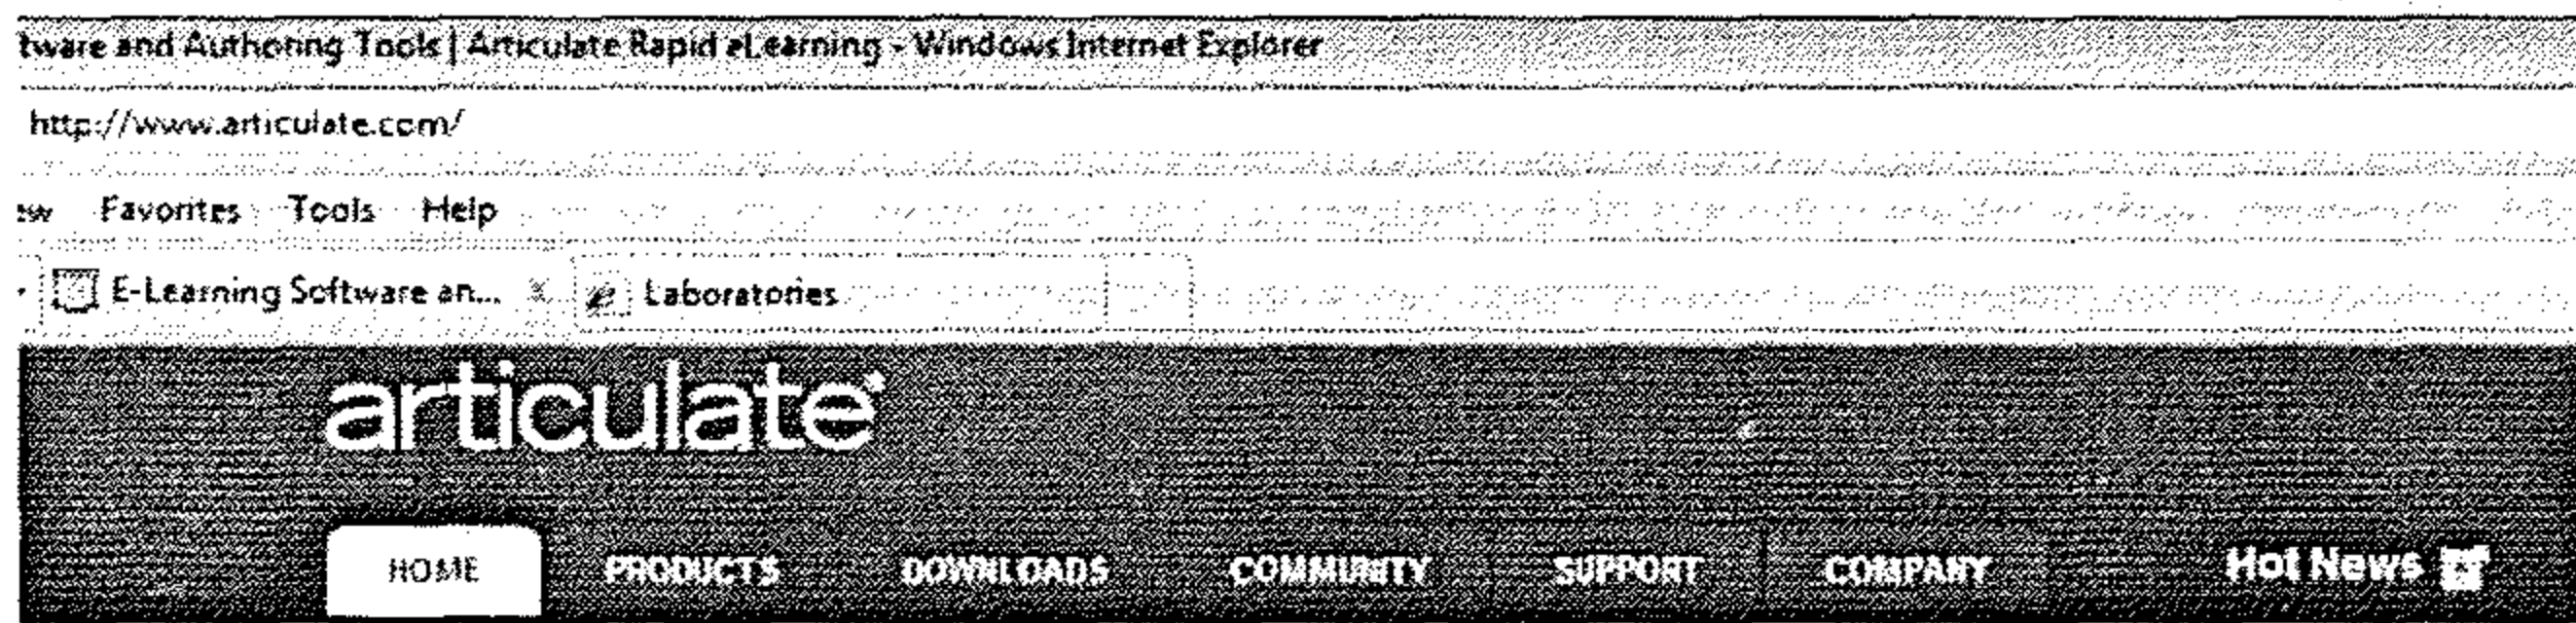 tware and Authoring Tools | Articulate Rapid eLearning - Windows Internet Explorer
http://www.articulate.com/
ew Favorites Tools Help
E-Learning Software an... x Laboratories
articulate
HOME PRODUCTS DOWNLOADS COMMUNITY SUPPORT COMPANY Hot News